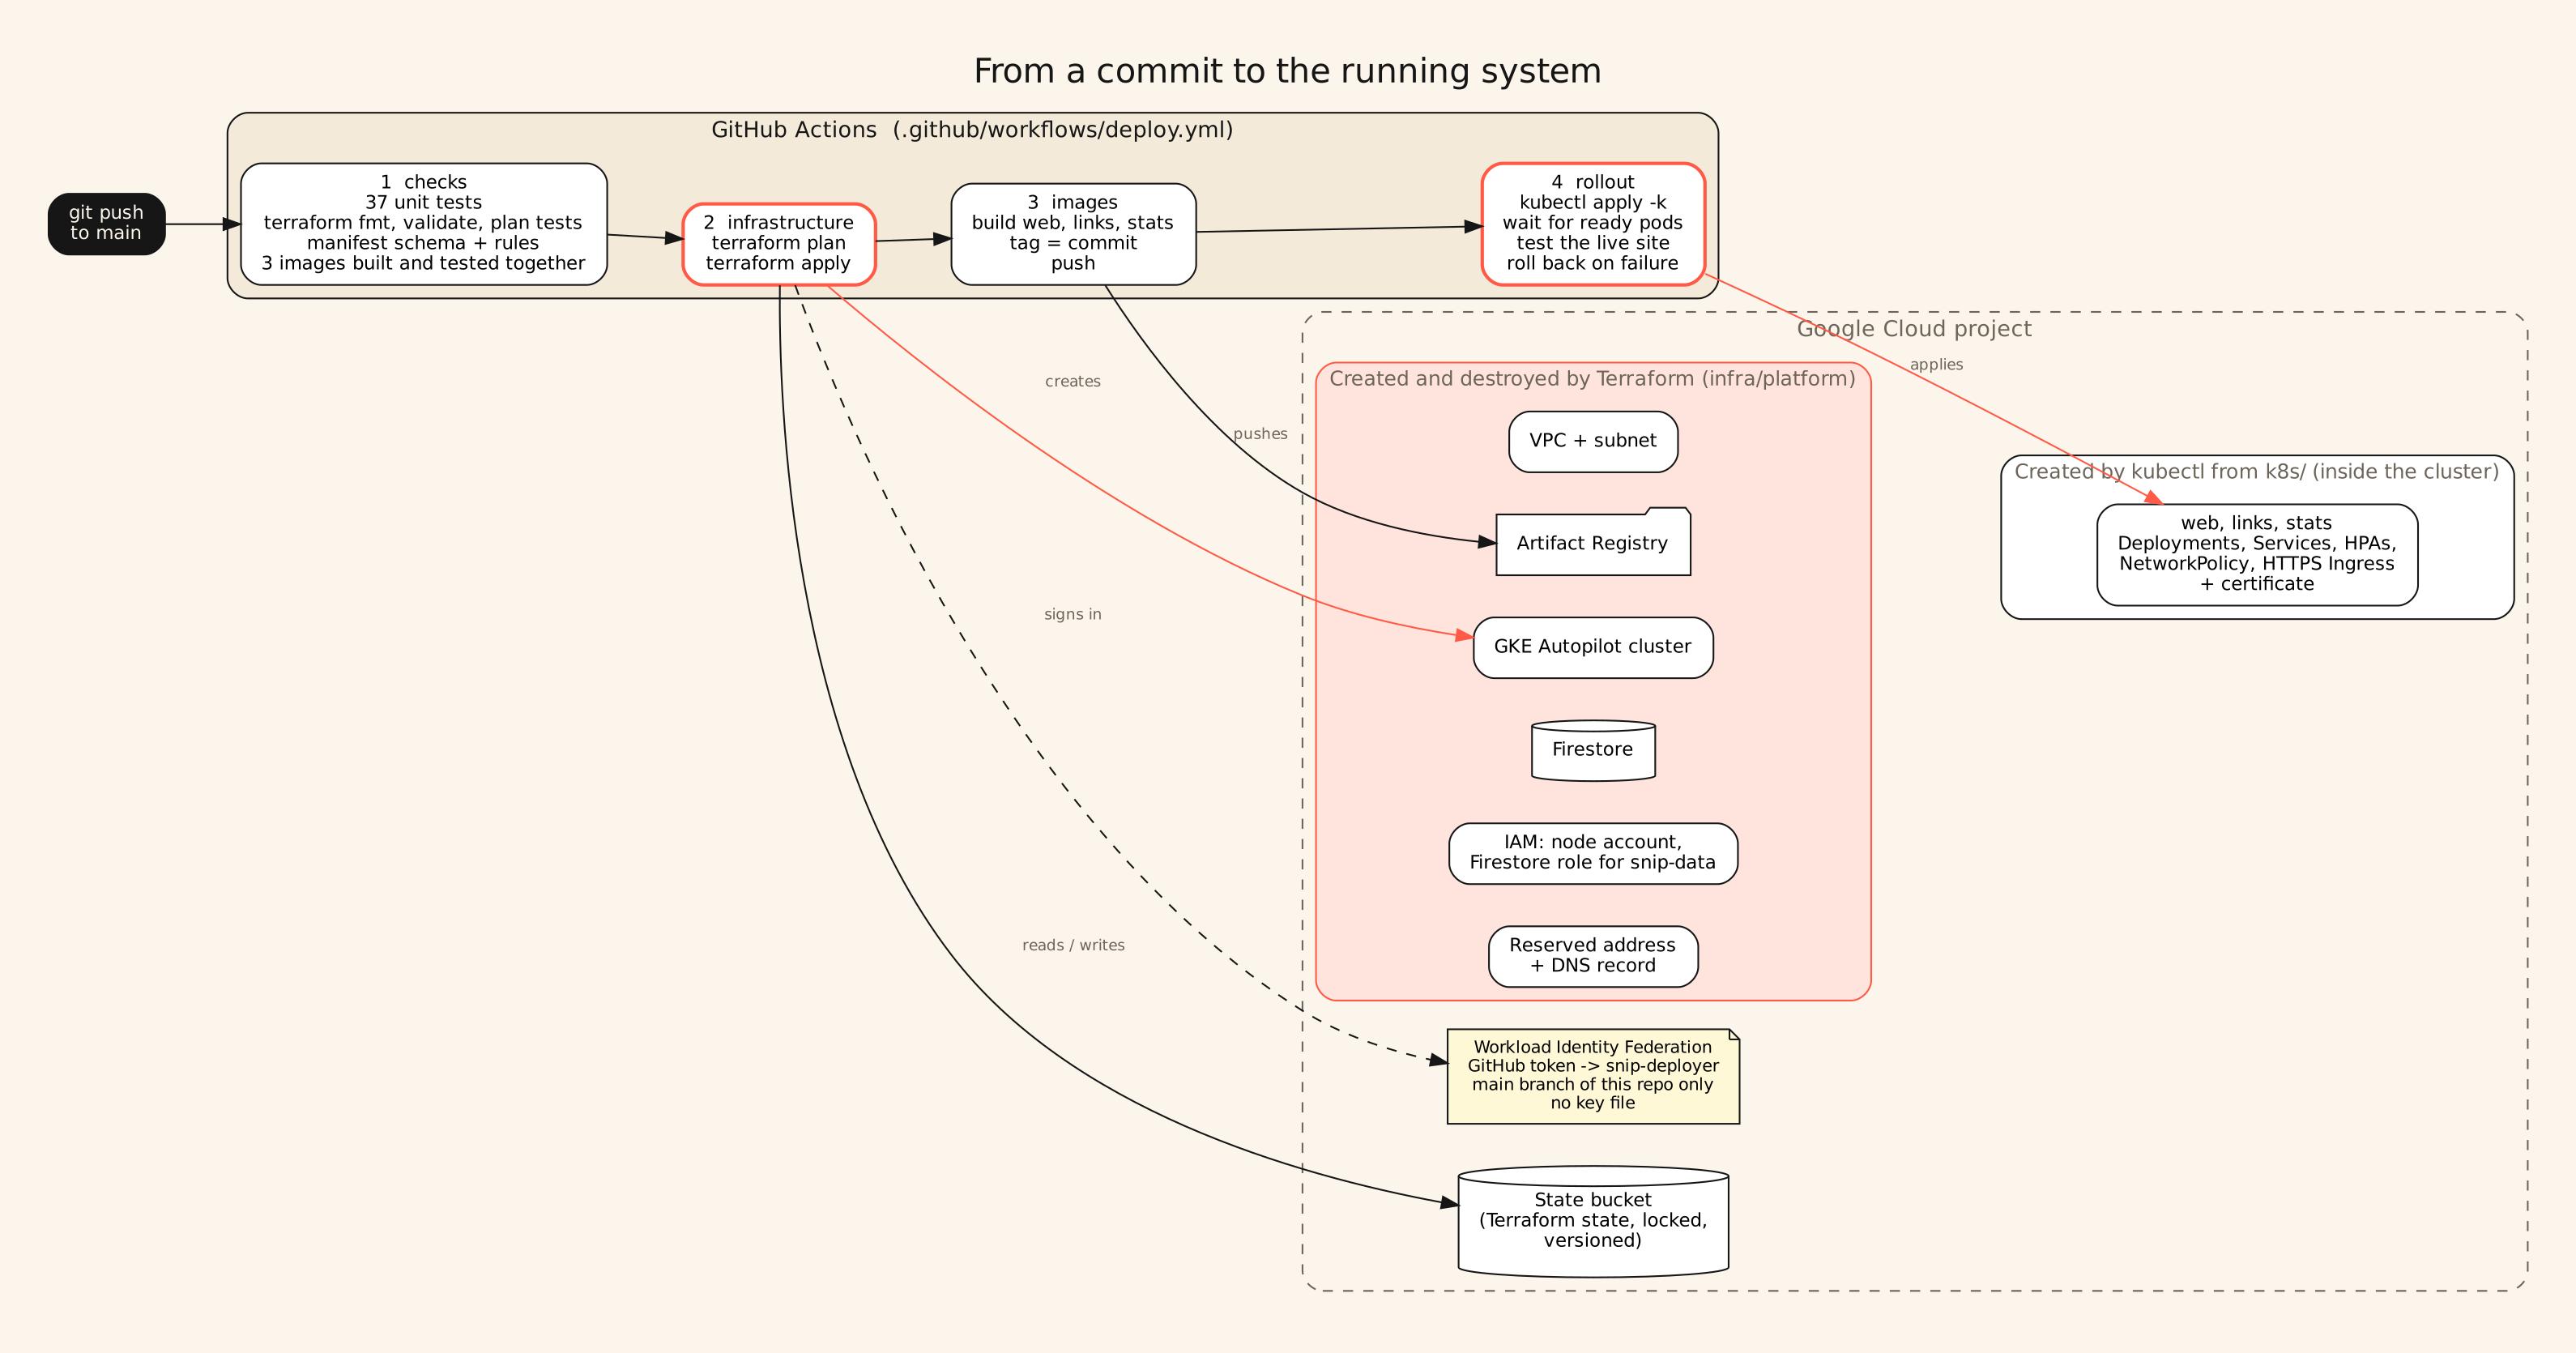 From a commit to the running system
GitHub Actions  (.github/workflows/deploy.yml)
git push
to main
1  checks
37 unit tests
terraform fmt, validate, plan tests
manifest schema + rules
3 images built and tested together
2  infrastructure
terraform plan
terraform apply
3  images
build web, links, stats
tag = commit
push
4  rollout
kubectl apply -k
wait for ready pods
test the live site
roll back on failure
Google Cloud project
applies
creates
pushes
signs in
reads / writes
Created and destroyed by Terraform (infra/platform)
VPC + subnet
Artifact Registry
GKE Autopilot cluster
Firestore
IAM: node account,
Firestore role for snip-data
Reserved address
+ DNS record
Created by kubectl from k8s/ (inside the cluster)
web, links, stats
Deployments, Services, HPAs,
NetworkPolicy, HTTPS Ingress
+ certificate
Workload Identity Federation
GitHub token -> snip-deployer
main branch of this repo only
no key file
State bucket
(Terraform state, locked,
versioned)